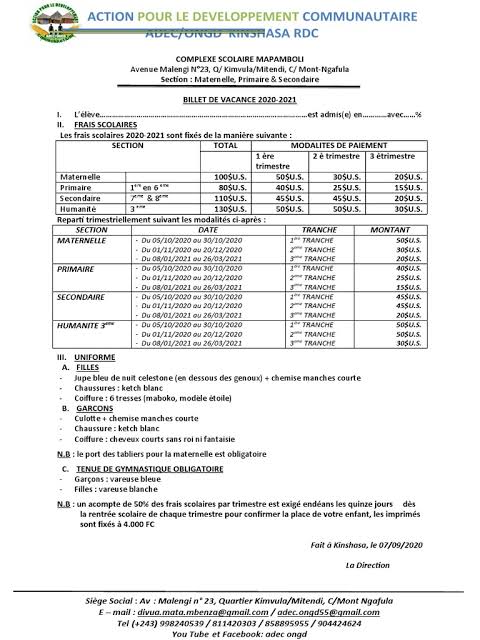 ACTION POUR LE DEVELOPPEMENT COMMUNAUTAIRE
ADEC/ONGD KINSHASA RDC
COMPLEXE SCOLAIRE MAPAMBOLI
Avenue Malengi N°23, Q/ Kimvula/Mitendi, C/ Mont-Ngafula
Section : Maternelle, Primaire & Secondaire
BILLET DE VACANCE 2020-2021
I. L'élève……………………………………………………………est admis(e) en…………avec……%
II. FRAIS SCOLAIRES
Les frais scolaires 2020-2021 sont fixés de la manière suivante :
SECTION TOTAL MODALITES DE PAIEMENT
1 ère trimestre 2 è trimestre 3 ètrimestre
Maternelle 100$U.S. 50$U.S. 30$U.S. 20$U.S.
Primaire 1ère en 6 ème 80$U.S. 40$U.S. 25$U.S. 15$U.S.
Secondaire 7ème & 8ème 110$U.S. 45$U.S. 45$U.S. 20$U.S.
Humanité 3 ème 130$U.S. 50$U.S. 50$U.S. 30$U.S.
Reparti trimestriellement suivant les modalités ci-après :
SECTION DATE TRANCHE MONTANT
MATERNELLE - Du 05/10/2020 au 30/10/2020 1ère TRANCHE 50$U.S.
- Du 01/11/2020 au 20/12/2020 2ème TRANCHE 30$U.S.
- Du 08/01/2021 au 26/03/2021 3ème TRANCHE 20$U.S.
PRIMAIRE - Du 05/10/2020 au 30/10/2020 1ère TRANCHE 40$U.S.
- Du 01/11/2020 au 20/12/2020 2ème TRANCHE 25$U.S.
- Du 08/01/2021 au 26/03/2021 3ème TRANCHE 15$U.S.
SECONDAIRE - Du 05/10/2020 au 30/10/2020 1ère TRANCHE 45$U.S.
- Du 01/11/2020 au 20/12/2020 2ème TRANCHE 45$U.S.
- Du 08/01/2021 au 26/03/2021 3ème TRANCHE 20$U.S.
HUMANITE 3ème - Du 05/10/2020 au 30/10/2020 1ère TRANCHE 50$U.S.
- Du 01/11/2020 au 20/12/2020 2ème TRANCHE 50$U.S.
- Du 08/01/2021 au 26/03/2021 3ème TRANCHE 30$U.S.
III. UNIFORME
A. FILLES
- Jupe bleu de nuit celestone (en dessous des genoux) + chemise manches courte
- Chaussures : ketch blanc
- Coiffure : 6 tresses (maboko, modèle étoile)
B. GARCONS
- Culotte + chemise manches courte
- Chaussure : ketch blanc
- Coiffure : cheveux courts sans roi ni fantaisie
N.B : le port des tabliers pour la maternelle est obligatoire
C. TENUE DE GYMNASTIQUE OBLIGATOIRE
- Garçons : vareuse bleue
- Filles : vareuse blanche
N.B : un acompte de 50% des frais scolaires par trimestre est exigé endéans les quinze jours dès
la rentrée scolaire de chaque trimestre pour confirmer la place de votre enfant, les imprimés
sont fixés à 4.000 FC
Fait à Kinshasa, le 07/09/2020
La Direction
Siège Social : Av : Malengi n° 23, Quartier Kimvula/Mitendi, C/Mont Ngafula
E – mail : divua.mata.mbenza@gmail.com / adec.ongd55@gmail.com
Tel (+243) 998240539 / 811420303 / 858895955 / 904424624
You Tube et Facebook: adec ongd